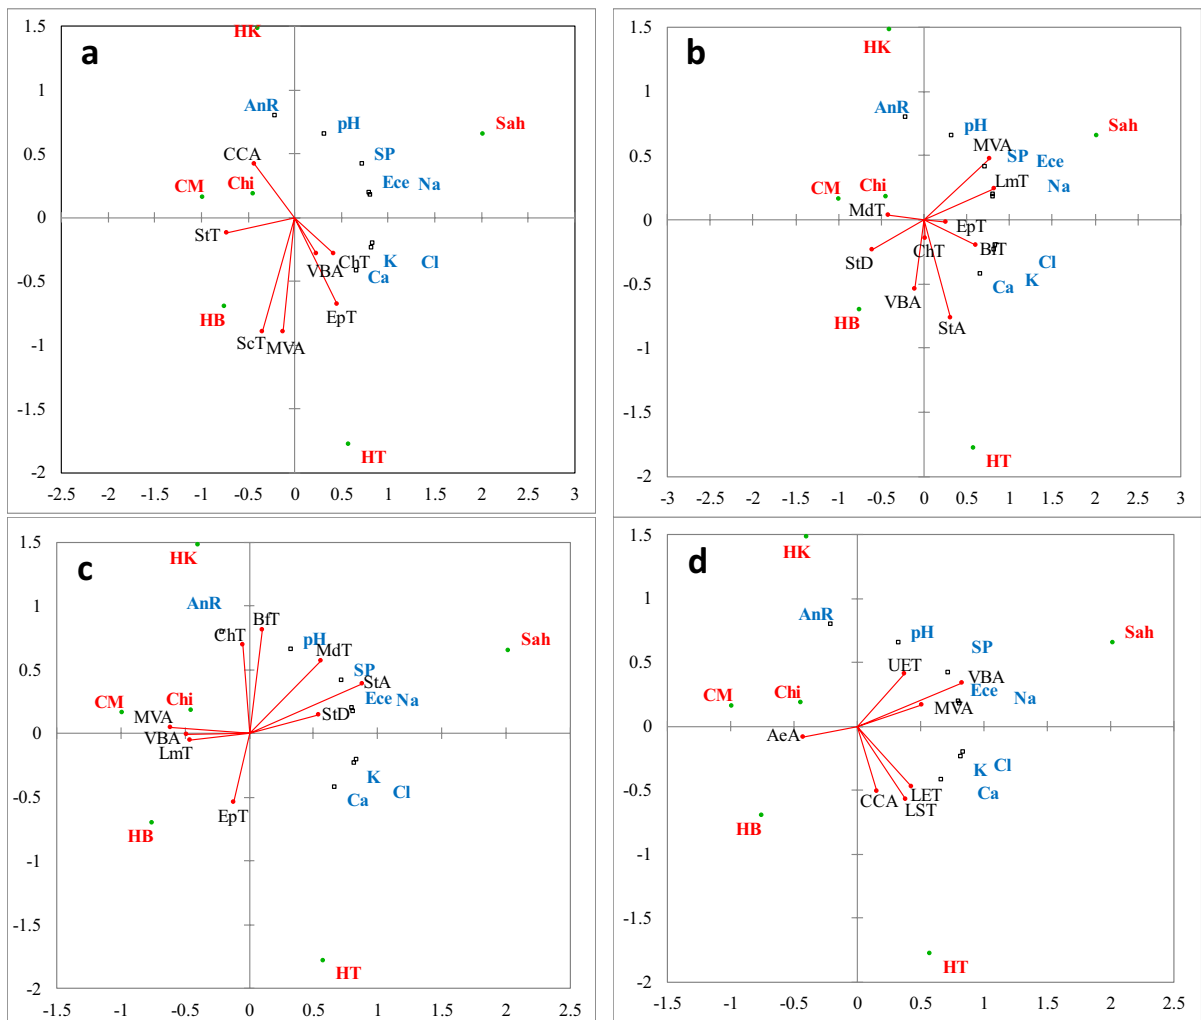 a
1.5
1
0.5
0
-0.5
-1
-1.5
-2
-2.5 -2 -1.5 -1 -0.5 0 0.5 1 1.5 2 2.5 3
HK
AnR
pH
Sah
SP
CCA
CM Chi
Ece Na
StT
VBA ChT K Cl
Ca
EpT
HB
ScT MVA
HT
b
1.5
1
0.5
0
-0.5
-1
-1.5
-2
-3 -2.5 -2 -1.5 -1 -0.5 0 0.5 1 1.5 2 2.5 3
HK
AnR
pH
Sah
MVA
SP Ece
CM Chi
LmT Na
MdT
EpT
StD ChT BfT
Cl
K
Ca
VBA
HB
StA
HT
c
1.5
1
0.5
0
-0.5
-1
-1.5
-2
-1.5 -1 -0.5 0 0.5 1 1.5 2 2.5
HK
AnR
BfT
ChT pH
MdT
Sah
SP
StA
CM Chi
Ece Na
MVA StD
VBA
LmT
K
Ca Cl
EpT
HB
HT
d
1.5
1
0.5
0
-0.5
-1
-1.5
-2
-1.5 -1 -0.5 0 0.5 1 1.5 2 2.5
HK
AnR
pH
SP
Sah
UET
VBA
CM Chi
Ece Na
MVA
AeA
K Cl
CCA LET Ca
LST
HB
HT